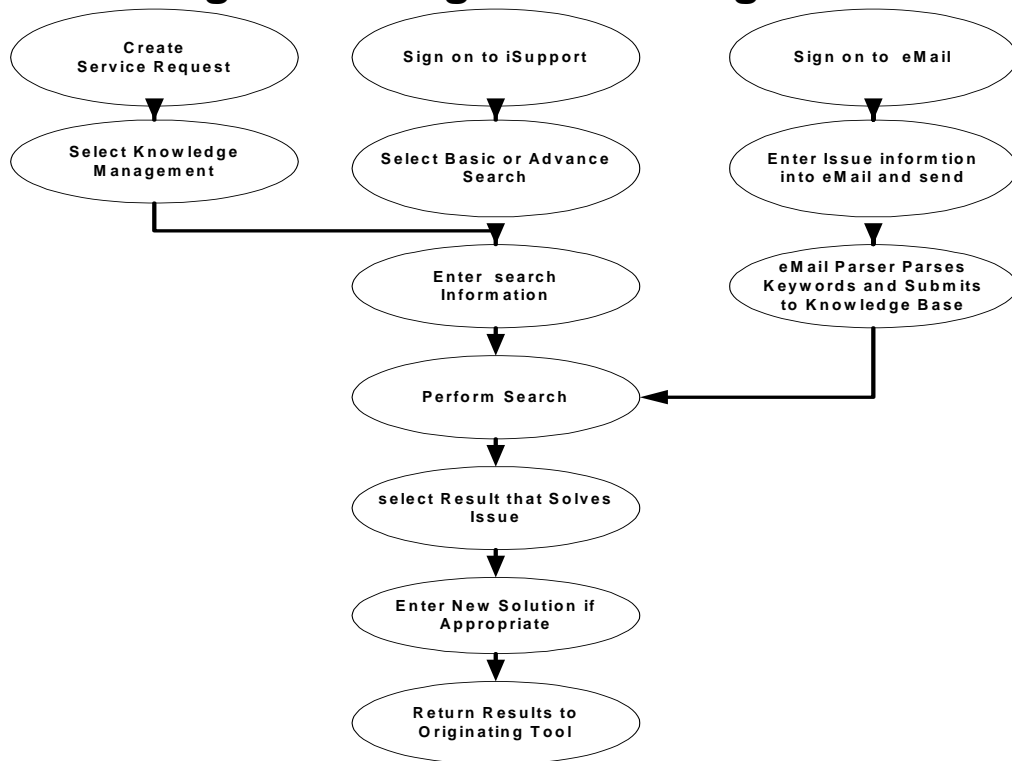 Create
Service Request
Sign on to iSupport
Sign on to eMail
Select Knowledge
Management
Select Basic or Advance
Search
Enter Issue informtion
into eMail and send
Enter search
Information
eMail Parser Parses
Keywords and Submits
to Knowledge Base
Perform Search
select Result that Solves
Issue
Enter New Solution if
Appropriate
Return Results to
Originating Tool